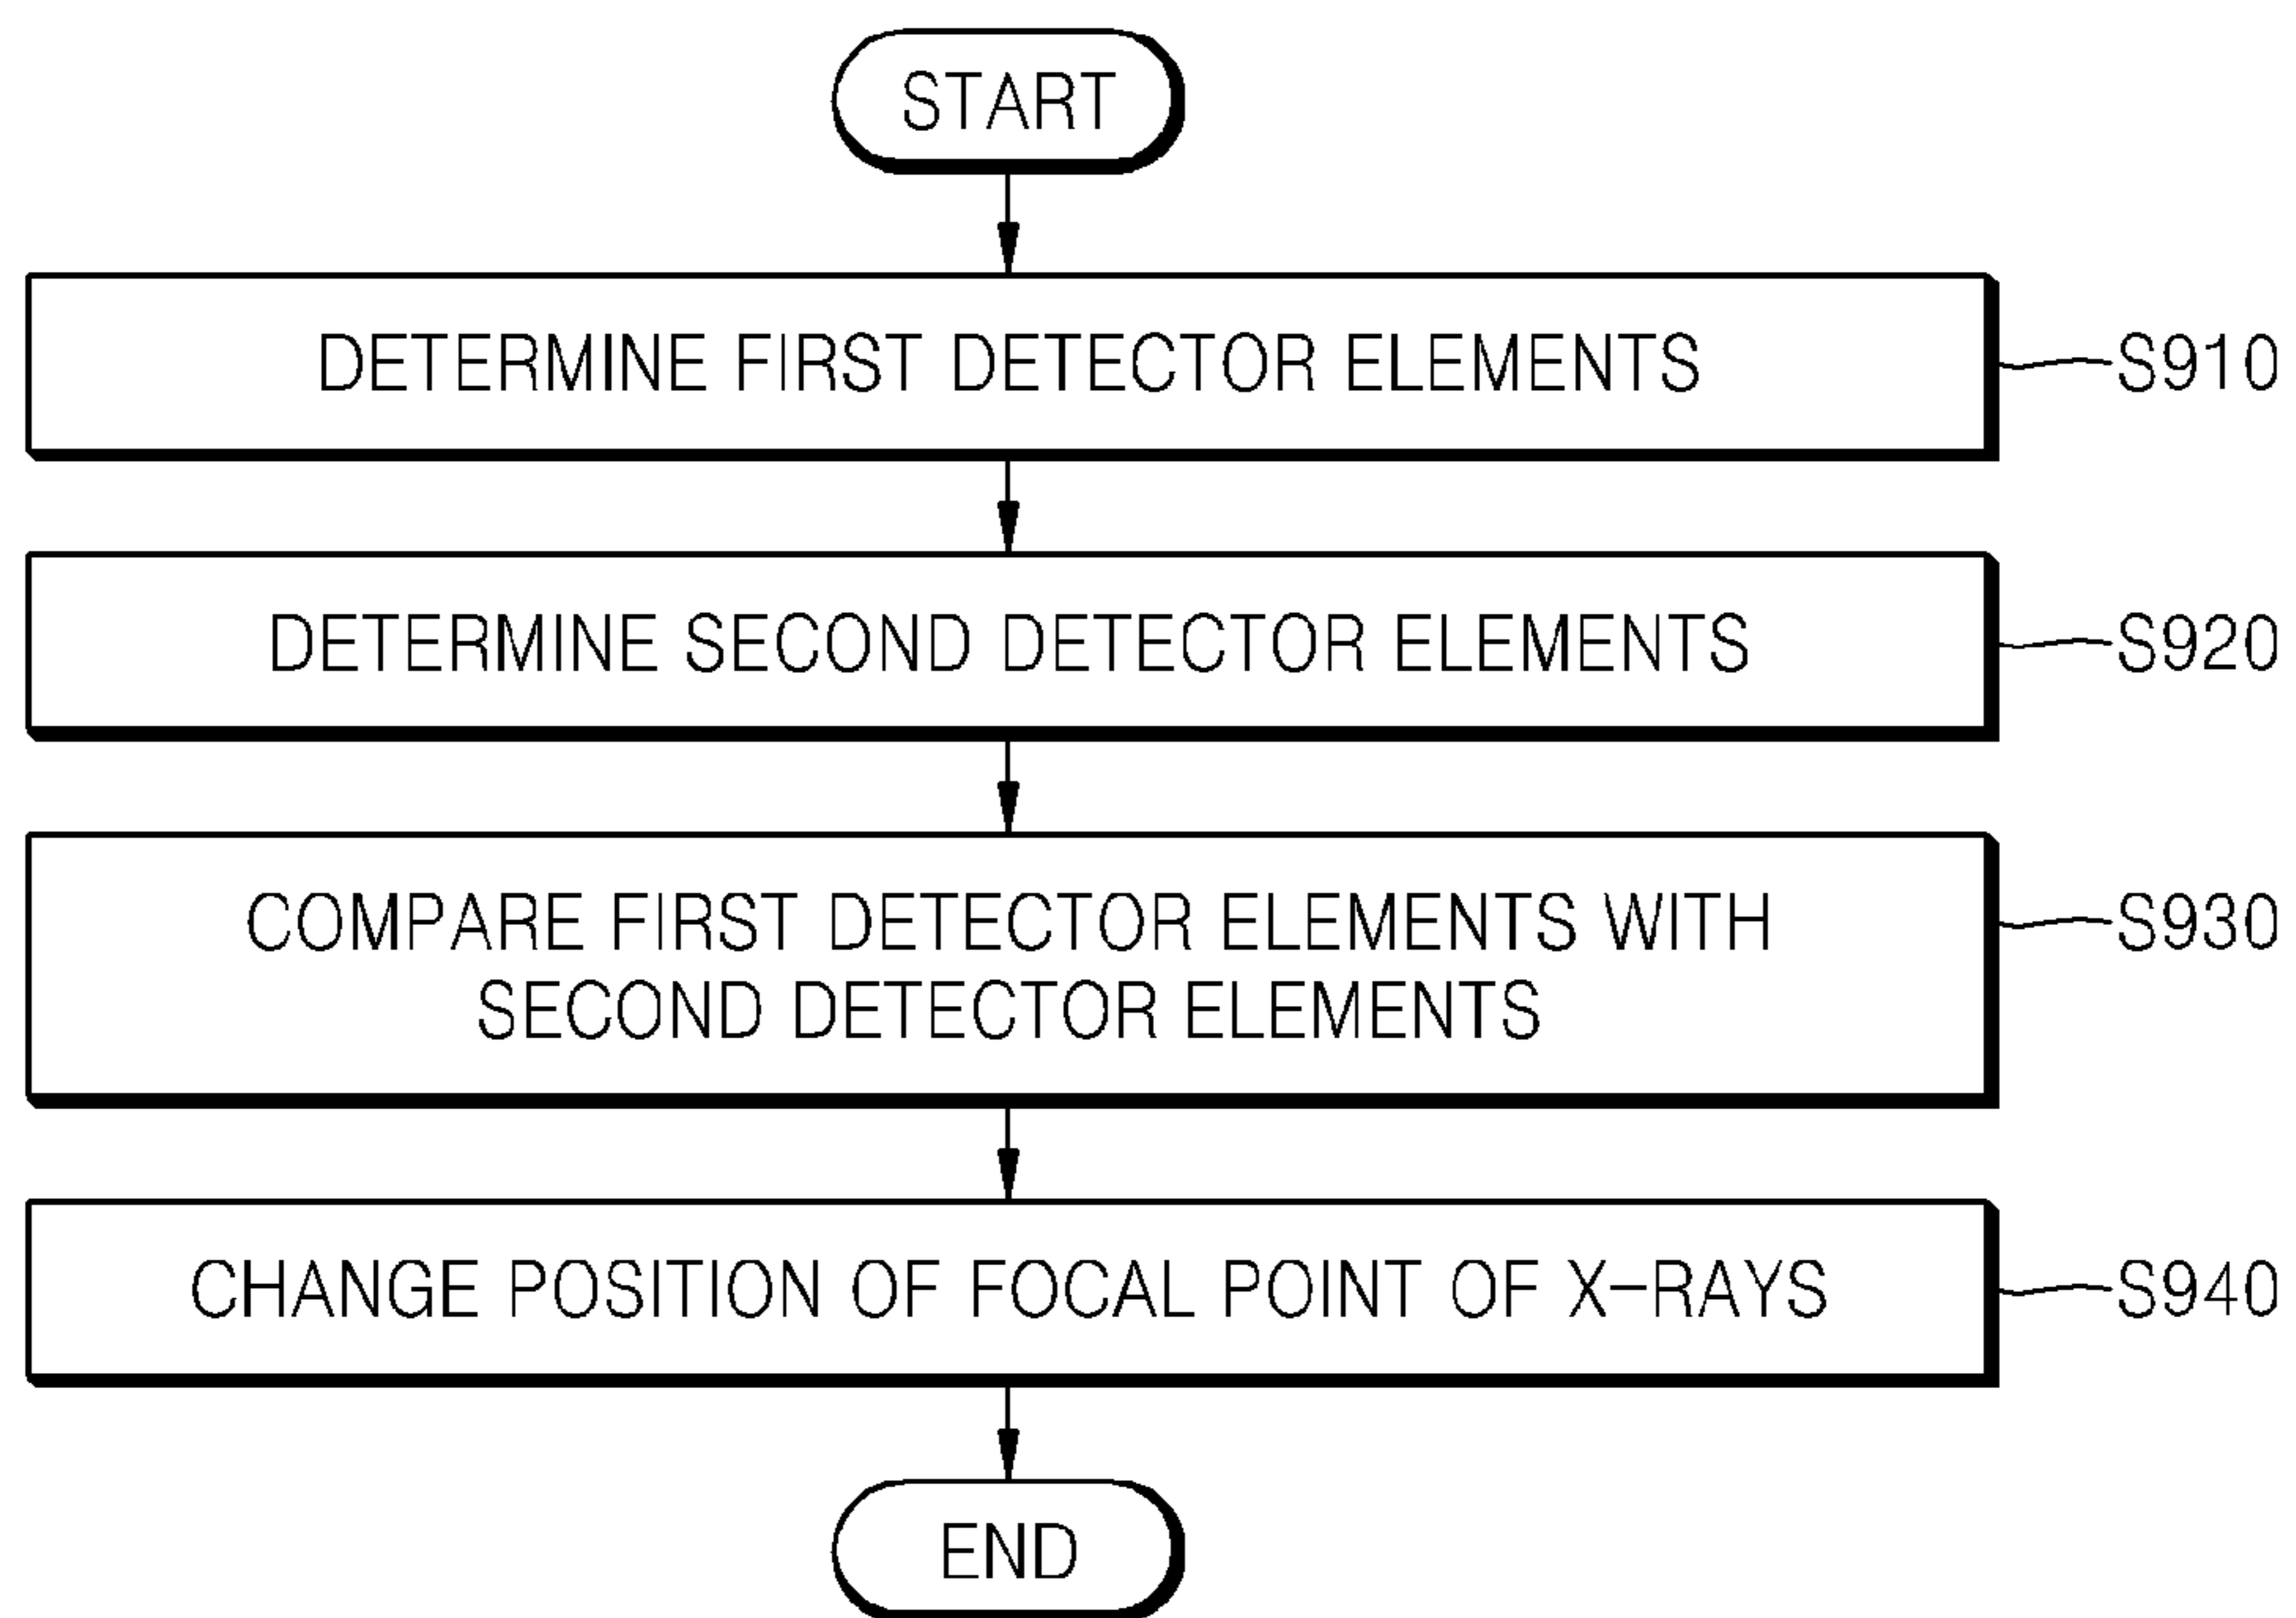 START
DETERMINE FIRST DETECTOR ELEMENTS
S910
DETERMINE SECOND DETECTOR ELEMENTS
S920
COMPARE FIRST DETECTOR ELEMENTS WITH
SECOND DETECTOR ELEMENTS
S930
CHANGE POSITION OF FOCAL POINT OF X-RAYS
S940
END